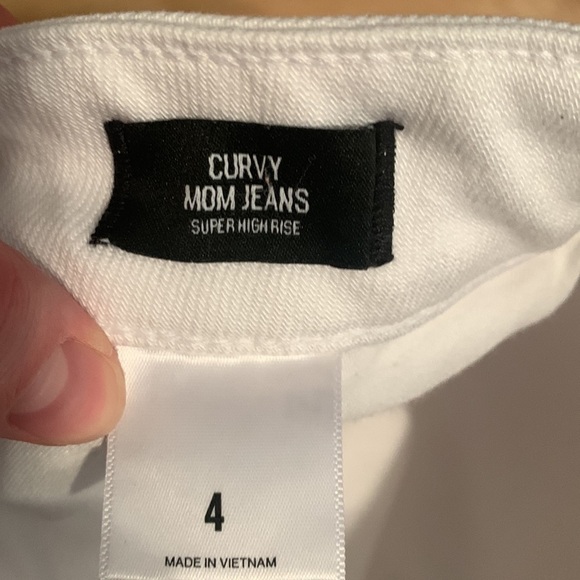 CURVY
MOM JEANS
SUPER HIGH RISE
4
MADE IN VIETNAM